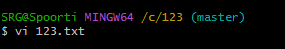 SRG@Spoorti MINGW64 /c/123 (master)
$ vi 123.txt